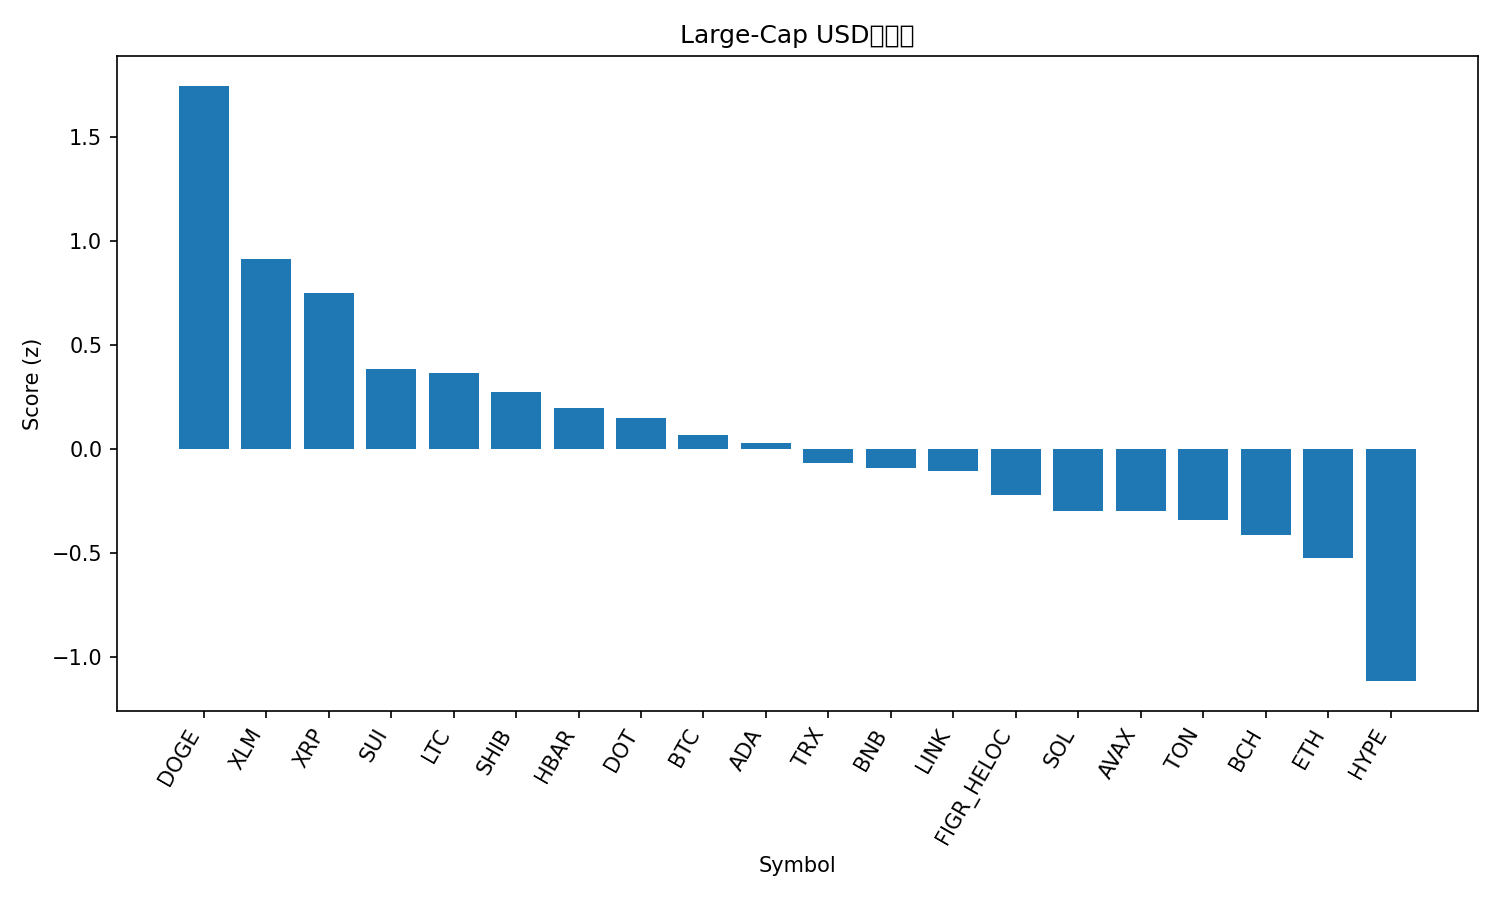 Large-Cap USD
Score (z)
1.5
1.0
0.5
0.0
−0.5
−1.0
DOGE
XLM
XRP
SUI
LTC
SHIB
HBAR
DOT
BTC
ADA
TRX
BNB
LINK
FIGR_HELOC
SOL
AVAX
TON
BCH
ETH
HYPE
Symbol